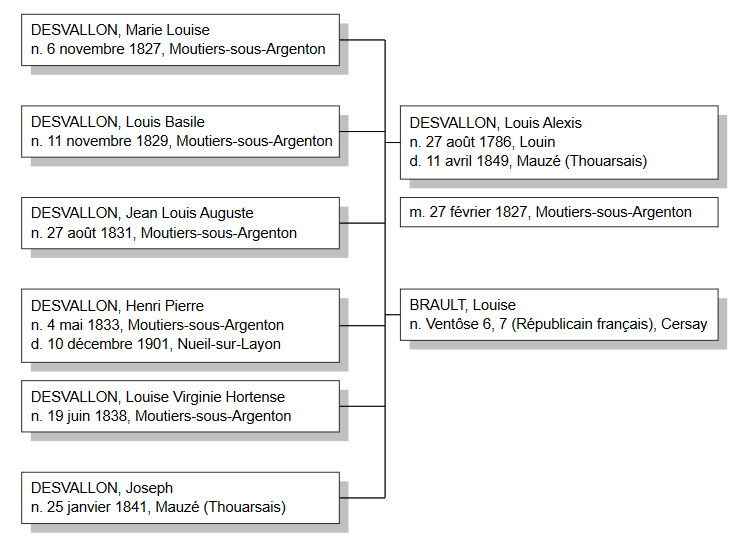 DESVALLON, Marie Louise
n. 6 novembre 1827, Moutiers-sous-Argenton
DESVALLON, Louis Basile
n. 11 novembre 1829, Moutiers-sous-Argenton
DESVALLON, Jean Louis Auguste
n. 27 août 1831, Moutiers-sous-Argenton
DESVALLON, Henri Pierre
n. 4 mai 1833, Moutiers-sous-Argenton
d. 10 décembre 1901, Nueil-sur-Layon
DESVALLON, Louise Virginie Hortense
n. 19 juin 1838, Moutiers-sous-Argenton
DESVALLON, Joseph
n. 25 janvier 1841, Mauzé (Thouarsais)
DESVALLON, Louis Alexis
n. 27 août 1786, Louin
d. 11 avril 1849, Mauzé (Thouarsais)
m. 27 février 1827, Moutiers-sous-Argenton
BRAULT, Louise
n. Ventôse 6, 7 (Républicain français), Cersay